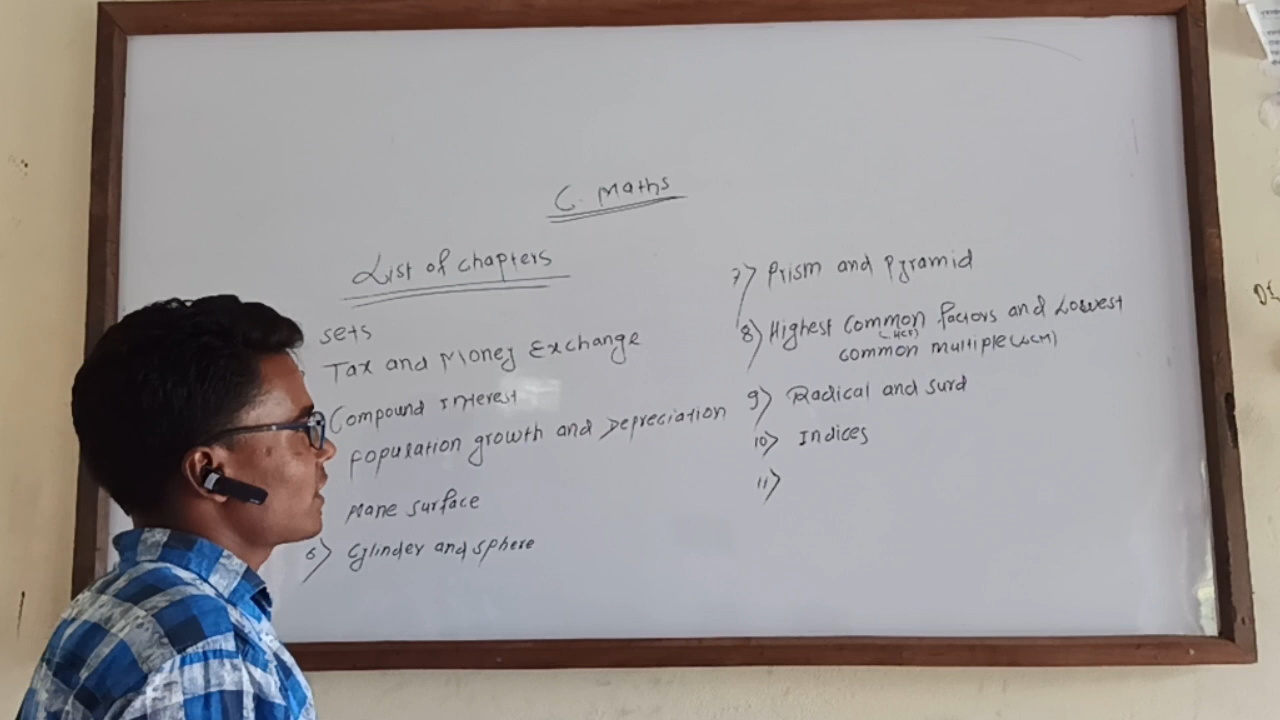 C. Maths
List of chapters
sets
Tax and Money Exchange
Compound Interest
Population growth and Depreciation
Plane surface
6) Cylinder and sphere
7) Prism and Pyramid
8) Highest Common factors and Lowest
(HCF)
common multiple (LCM)
9) Radical and surd
10) Indices
11)